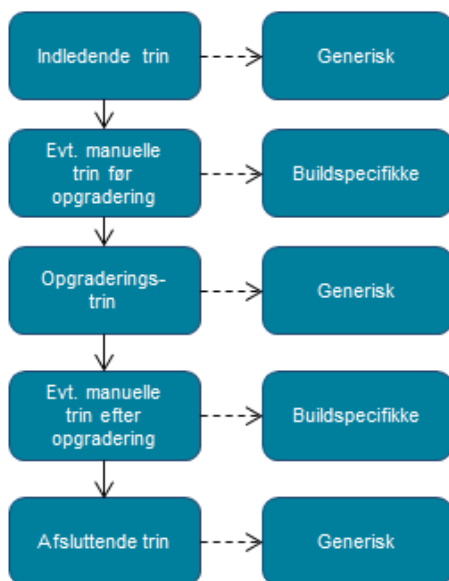 Indledende trin
Generisk
Evt. manuelle
trin før
opgradering
Buildspecifikke
Opgraderings-
trin
Generisk
Evt. manuelle
trin efter
opgradering
Buildspecifikke
Afsluttende trin
Generisk